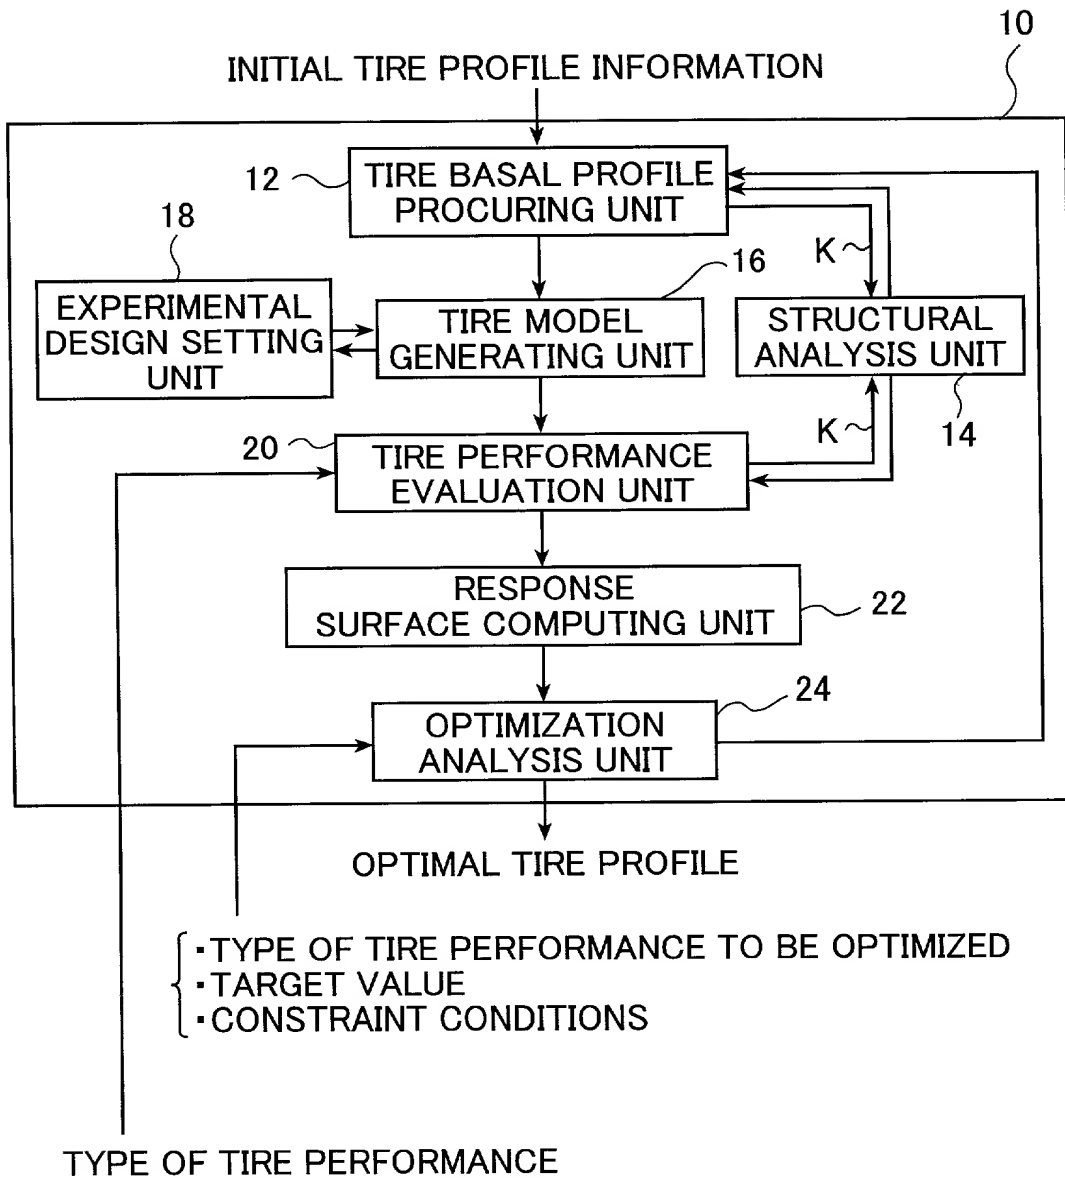 10
INITIAL TIRE PROFILE INFORMATION
12
TIRE BASAL PROFILE
PROCURING UNIT
18
K
16
EXPERIMENTAL
DESIGN SETTING
UNIT
TIRE MODEL
GENERATING UNIT
STRUCTURAL
ANALYSIS UNIT
14
K
20
TIRE PERFORMANCE
EVALUATION UNIT
RESPONSE
SURFACE COMPUTING UNIT
22
24
OPTIMIZATION
ANALYSIS UNIT
OPTIMAL TIRE PROFILE
・TYPE OF TIRE PERFORMANCE TO BE OPTIMIZED
・TARGET VALUE
・CONSTRAINT CONDITIONS
TYPE OF TIRE PERFORMANCE